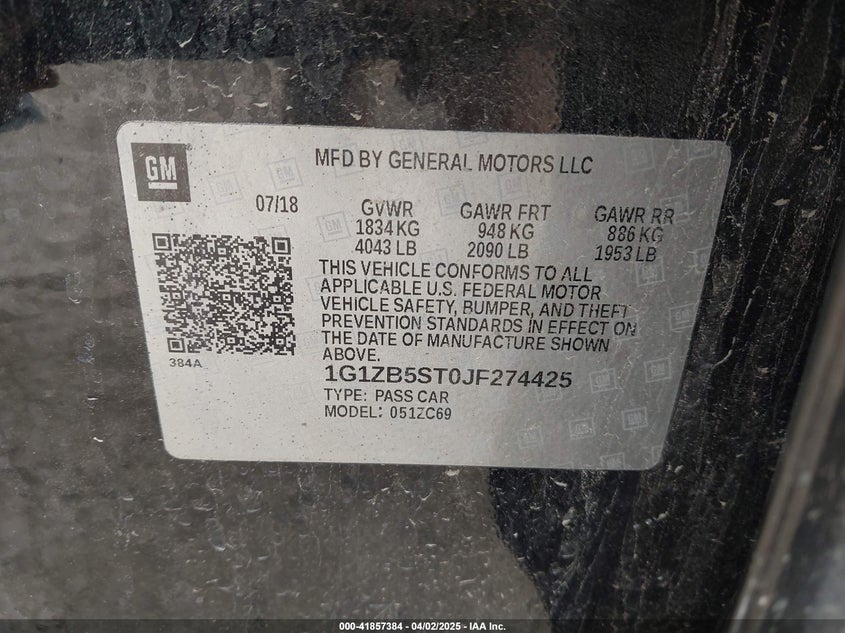 GM
MFD BY GENERAL MOTORS LLC
07/18
GVWR
1834 KG
4043 LB
GAWR FRT
948 KG
2090 LB
GAWR RR
886 KG
1953 LB
THIS VEHICLE CONFORMS TO ALL
APPLICABLE U.S. FEDERAL MOTOR
VEHICLE SAFETY, BUMPER, AND THEFT
PREVENTION STANDARDS IN EFFECT ON
THE DATE OF MANUFACTURE SHOWN
ABOVE.
384A
1G1ZB5ST0JF274425
TYPE: PASS CAR
MODEL: 051ZC69
000-41857384 - 04/02/2025 - IAA Inc.